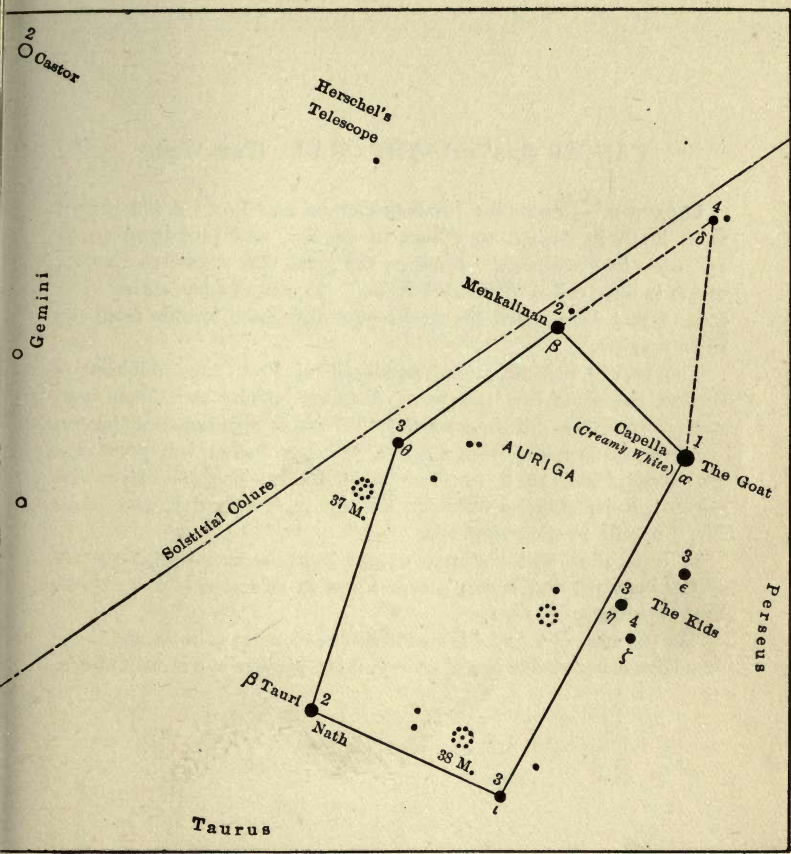 2
Castor
Herschel's
Telescope
4
δ
Gemini
Menkalinan
2
β
3
θ
AURIGA
Capella
(Creamy White)
1
α
The Goat
37 M.
Solstitial Colure
3
ϵ
3
η
The Kids
4
ζ
Perseus
β Tauri
2
Nath
38 M.
3
ι
Taurus